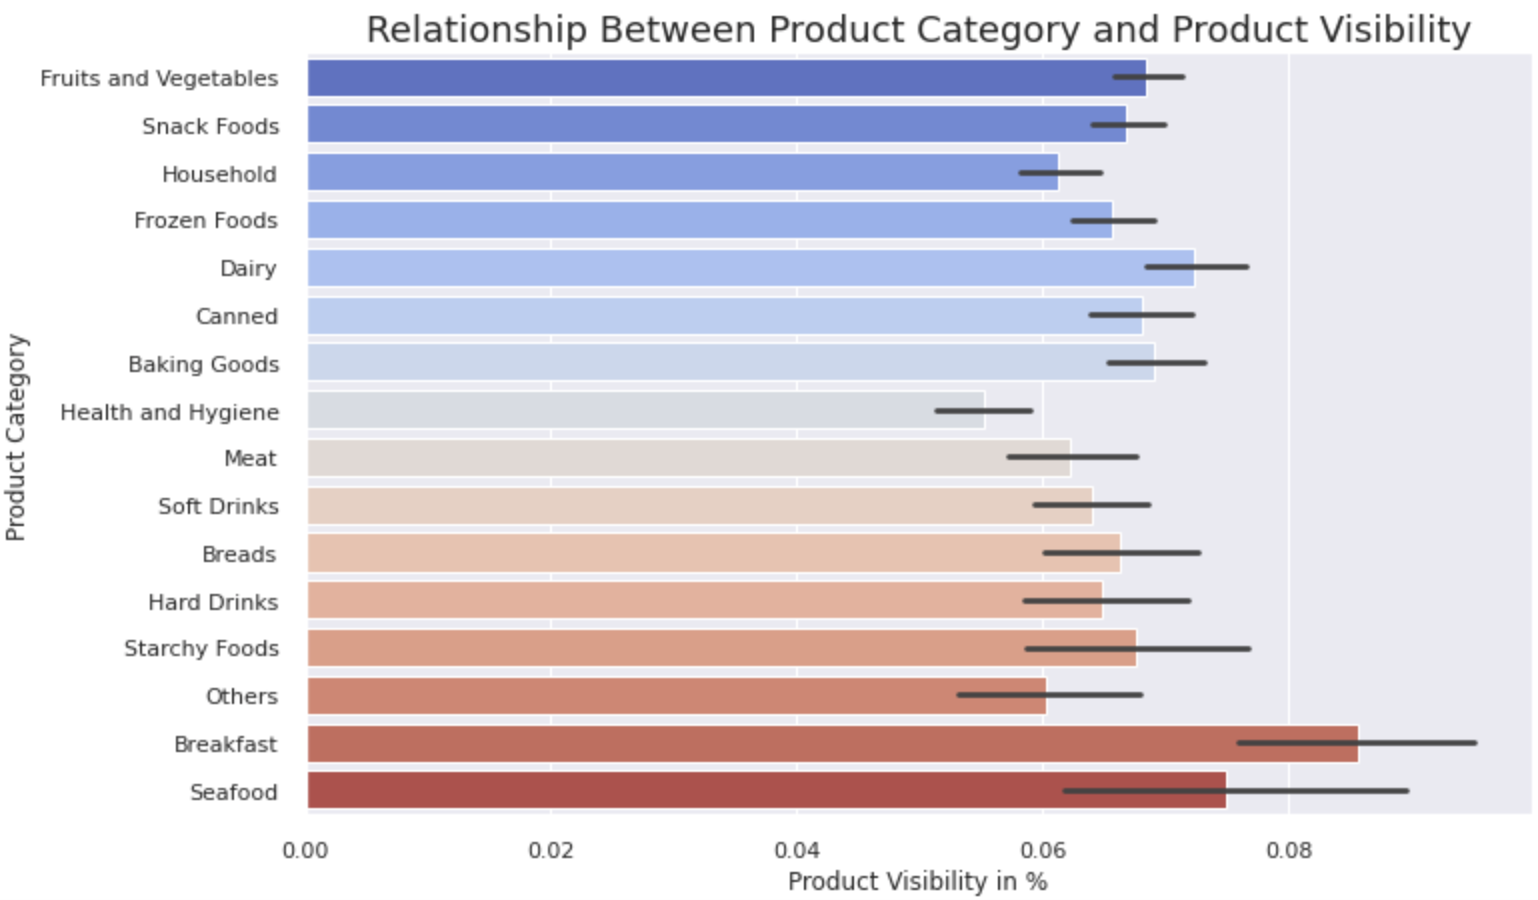 Relationship Between Product Category and Product Visibility
Product Category
Fruits and Vegetables
Snack Foods
Household
Frozen Foods
Dairy
Canned
Baking Goods
Health and Hygiene
Meat
Soft Drinks
Breads
Hard Drinks
Starchy Foods
Others
Breakfast
Seafood
0.00 0.02 0.04 0.06 0.08
Product Visibility in %